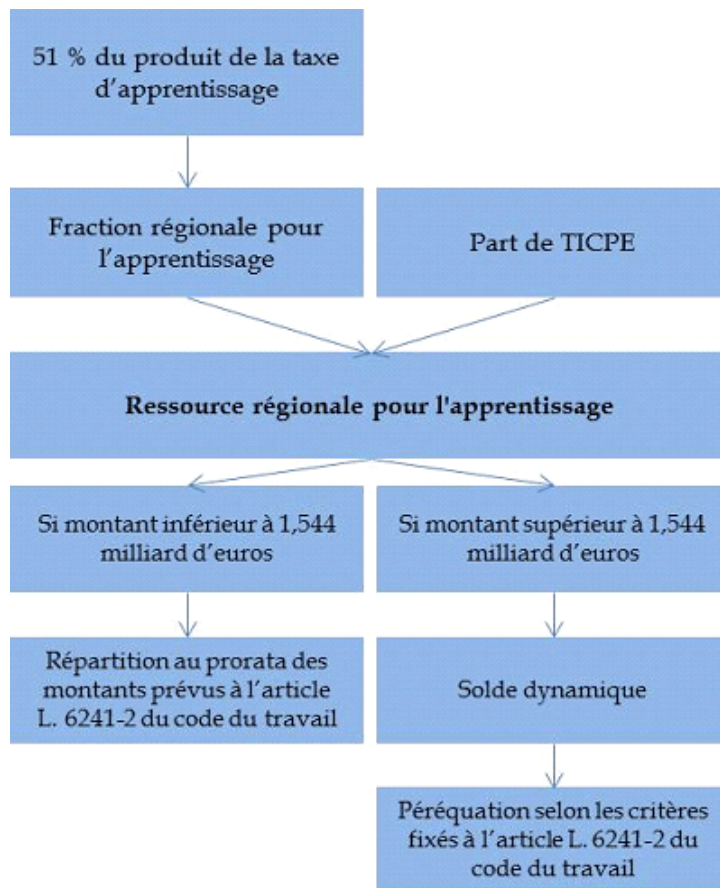 51 % du produit de la taxe
d’apprentissage
Fraction régionale pour
l’apprentissage
Part de TICPE
Ressource régionale pour l'apprentissage
Si montant inférieur à 1,544
milliard d’euros
Si montant supérieur à 1,544
milliard d’euros
Répartition au prorata des
montants prévus à l’article
L. 6241-2 du code du travail
Solde dynamique
Péréquation selon les critères
fixés à l’article L. 6241-2 du
code du travail